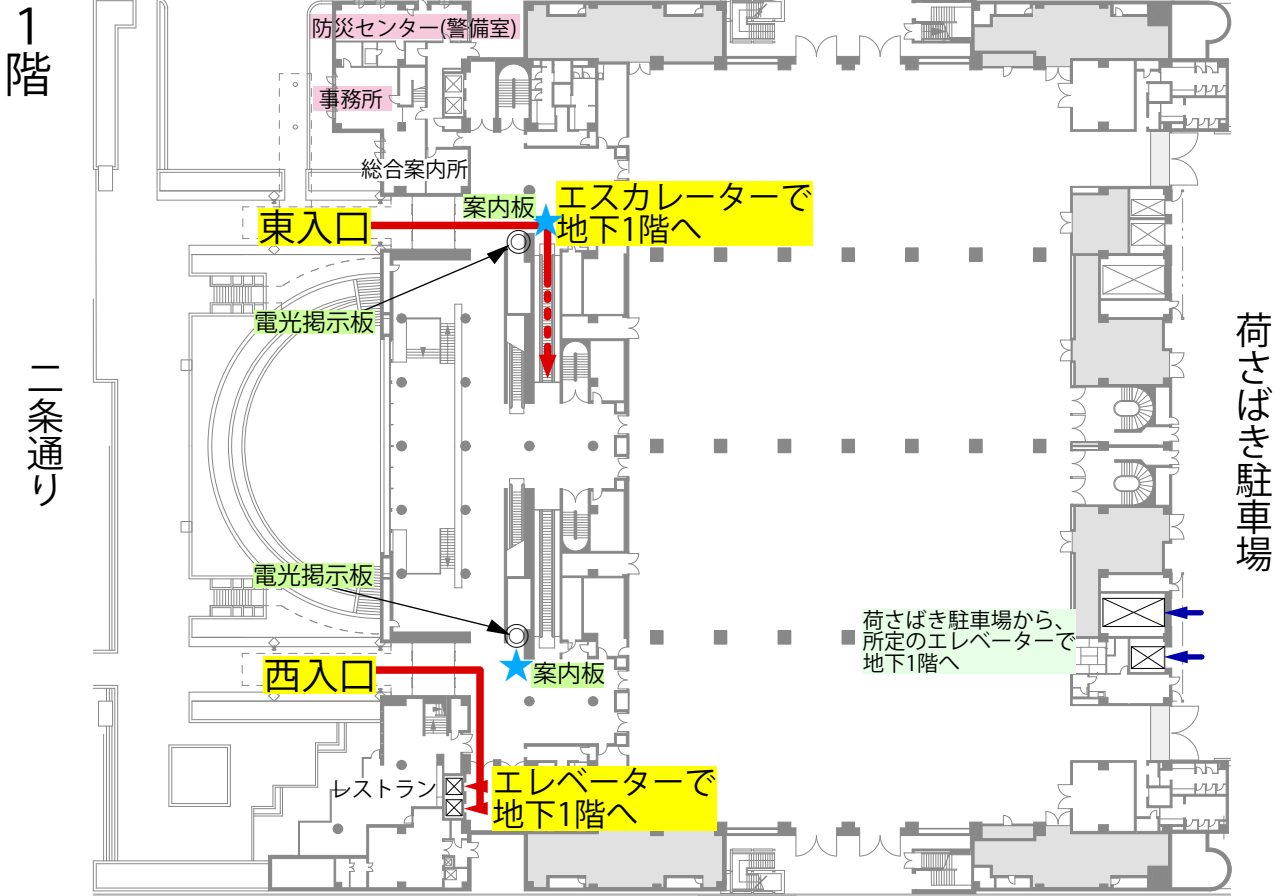 1階
防災センター(警備室)
事務所
総合案内所
案内板
エスカレーターで
地下1階へ
東入口
電光掲示板
二条通り
荷さばき駐車場
電光掲示板
荷さばき駐車場から、
所定のエレベーターで
地下1階へ
西入口
案内板
レストラン
エレベーターで
地下1階へ